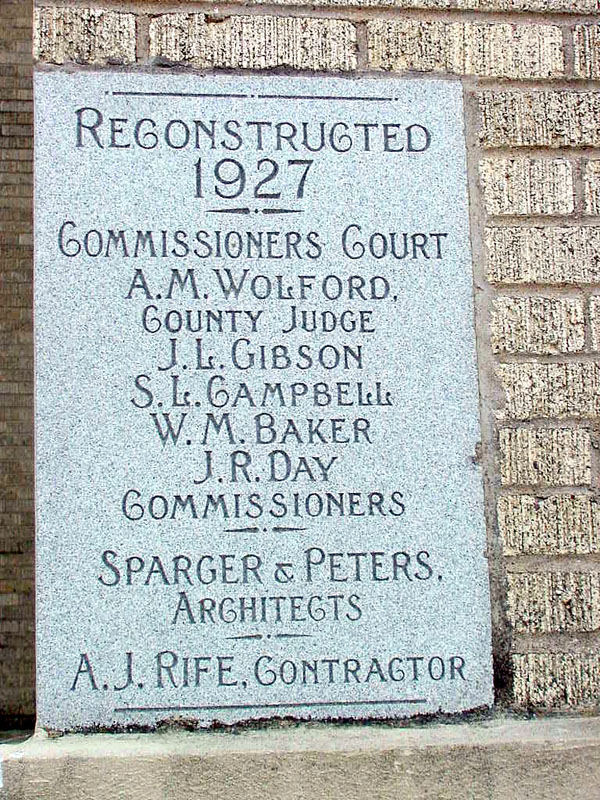 RECONSTRUCTED
1927
COMMISSIONERS COURT
A.M. WOLFORD,
COUNTY JUDGE
J.L. GIBSON
S.L. CAMPBELL
W.M. BAKER
J.R. DAY
COMMISSIONERS
SPARGER & PETERS.
ARCHITECTS
A.J. RIFE, CONTRACTOR